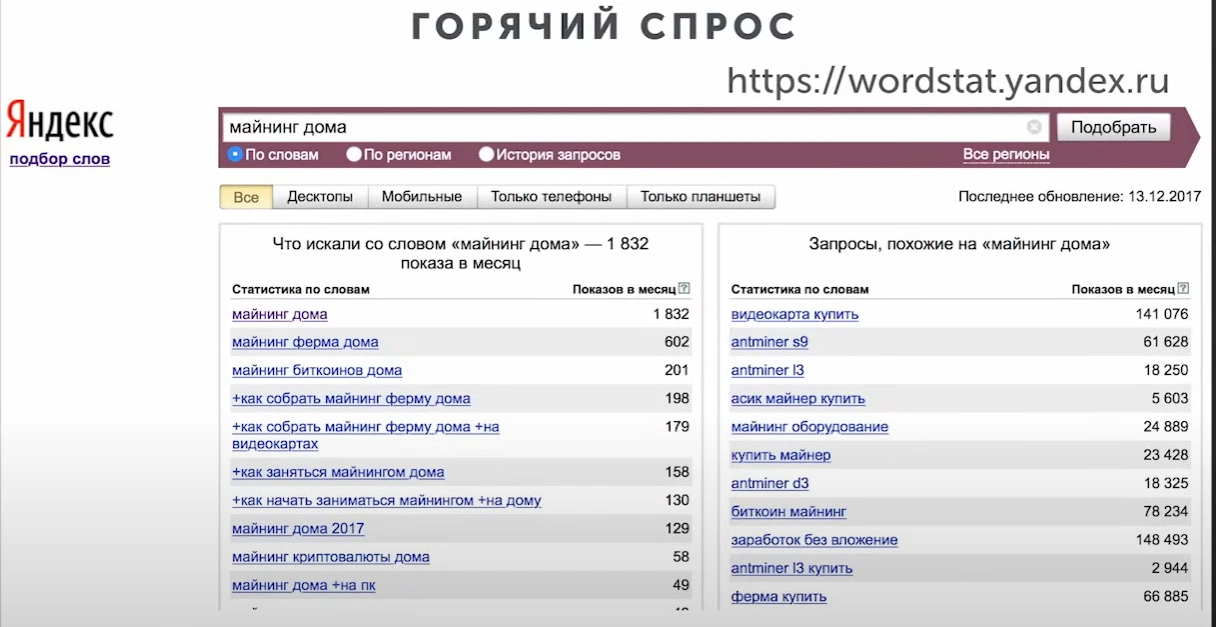 ГОРЯЧИЙ СПРОС
https://wordstat.yandex.ru
Яндекс
подбор слов
майнинг дома
Подобрать
По словам По регионам История запросов Все регионы
Все Десктопы Мобильные Только телефоны Только планшеты Последнее обновление: 13.12.2017
Что искали со словом «майнинг дома» — 1 832
показа в месяц
Статистика по словам Показов в месяц ?
майнинг дома 1 832
майнинг ферма дома 602
майнинг биткоинов дома 201
+как собрать майнинг ферму дома 198
+как собрать майнинг ферму дома +на 179
видеокартах
+как заняться майнингом дома 158
+как начать заниматься майнингом +на дому 130
майнинг дома 2017 129
майнинг криптовалюты дома 58
майнинг дома +на пк 49
Запросы, похожие на «майнинг дома»
Статистика по словам Показов в месяц ?
видеокарта купить 141 076
antminer s9 61 628
antminer l3 18 250
асик майнер купить 5 603
майнинг оборудование 24 889
купить майнер 23 428
antminer d3 18 325
биткоин майнинг 78 234
заработок без вложение 148 493
antminer l3 купить 2 944
ферма купить 66 885